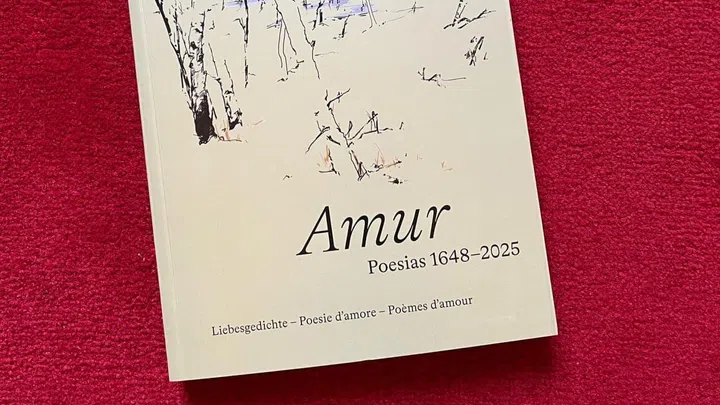 Amur
Poesias 1648–2025
Liebesgedichte – Poesie d'amore – Poèmes d'amour